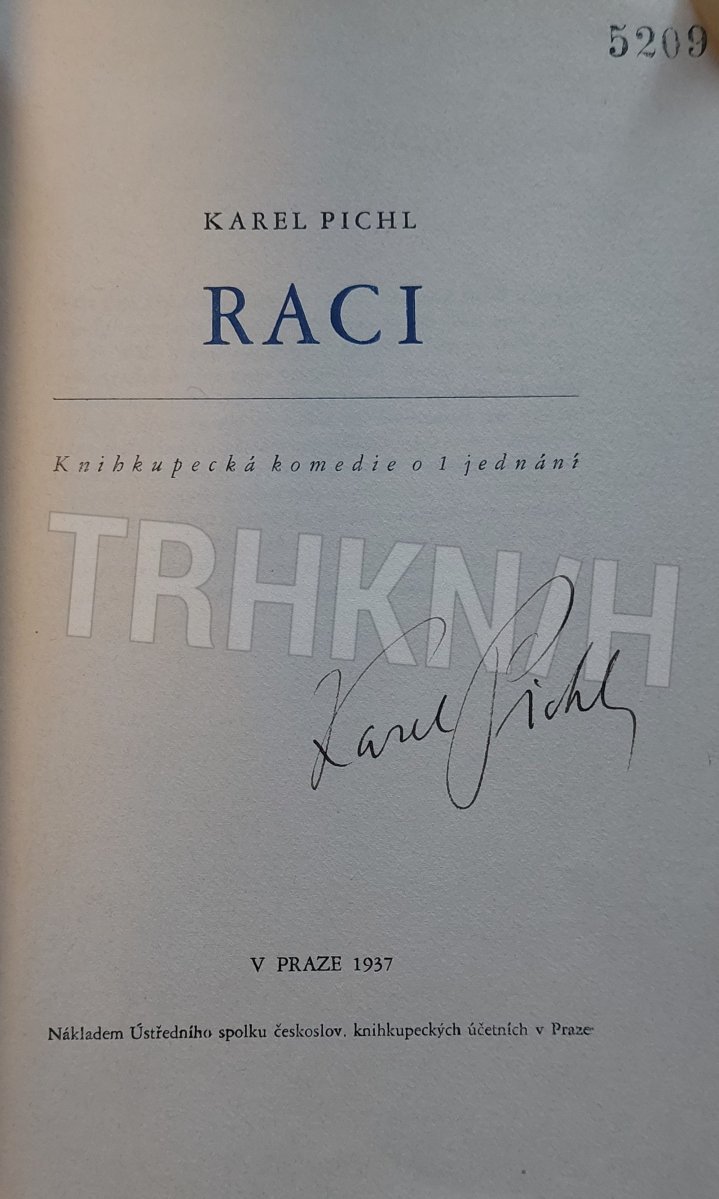 5209
KAREL PICHL
RACI
Knihkupecká komedie o 1 jednání
TRHKNIH
Karel Pichl
V PRAZE 1937
Nákladem Ústředního spolku českoslov. knihkupeckých účetních v Praze